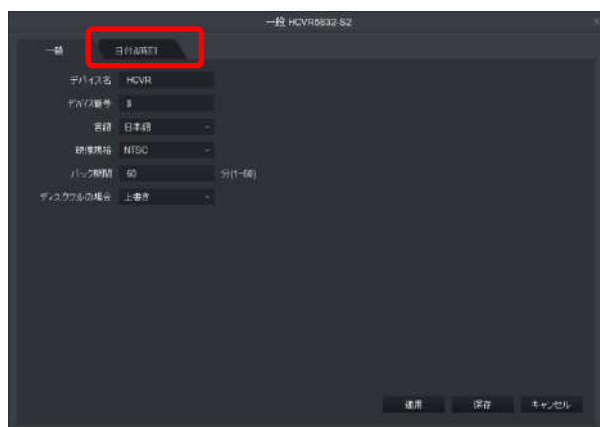 一般 HCVR5832-S2
一般 日付&時刻
デバイス名 HCVR
デバイス番号 8
言語 日本語
映像規格 NTSC
パック期間 60 分(1-60)
ディスクフルの場合 上書き
適用 保存 キャンセル